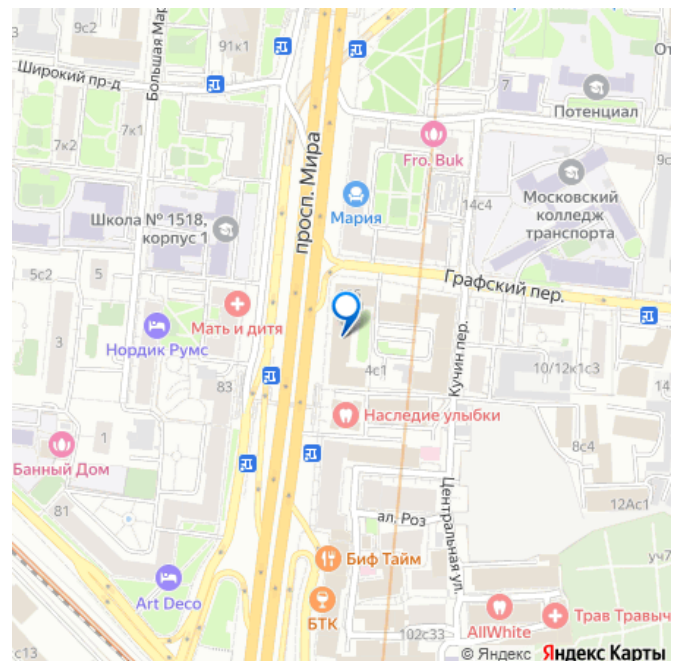 9с2
91к1
Широкий пр-д
Большая Мар
7к1
7к2
просп. Мира
7
Потенциал
От
Fro. Buk
9с
Мария
14с4
Московский
колледж
транспорта
Школа № 1518,
корпус 1
5с2
5
Графский пер.
Мать и дитя
Нордик Румс
3
83
4с1
Кучин пер.
10/12к1с3
14
Наследие улыбки
8с4
Банный Дом
1
81
Центральная ул.
12Ас1
ал. Роз
уч7
Биф Тайм
Art Deco
БТК
102с33
AllWhite
Трав Травыч
© Яндекс Яндекс Карты